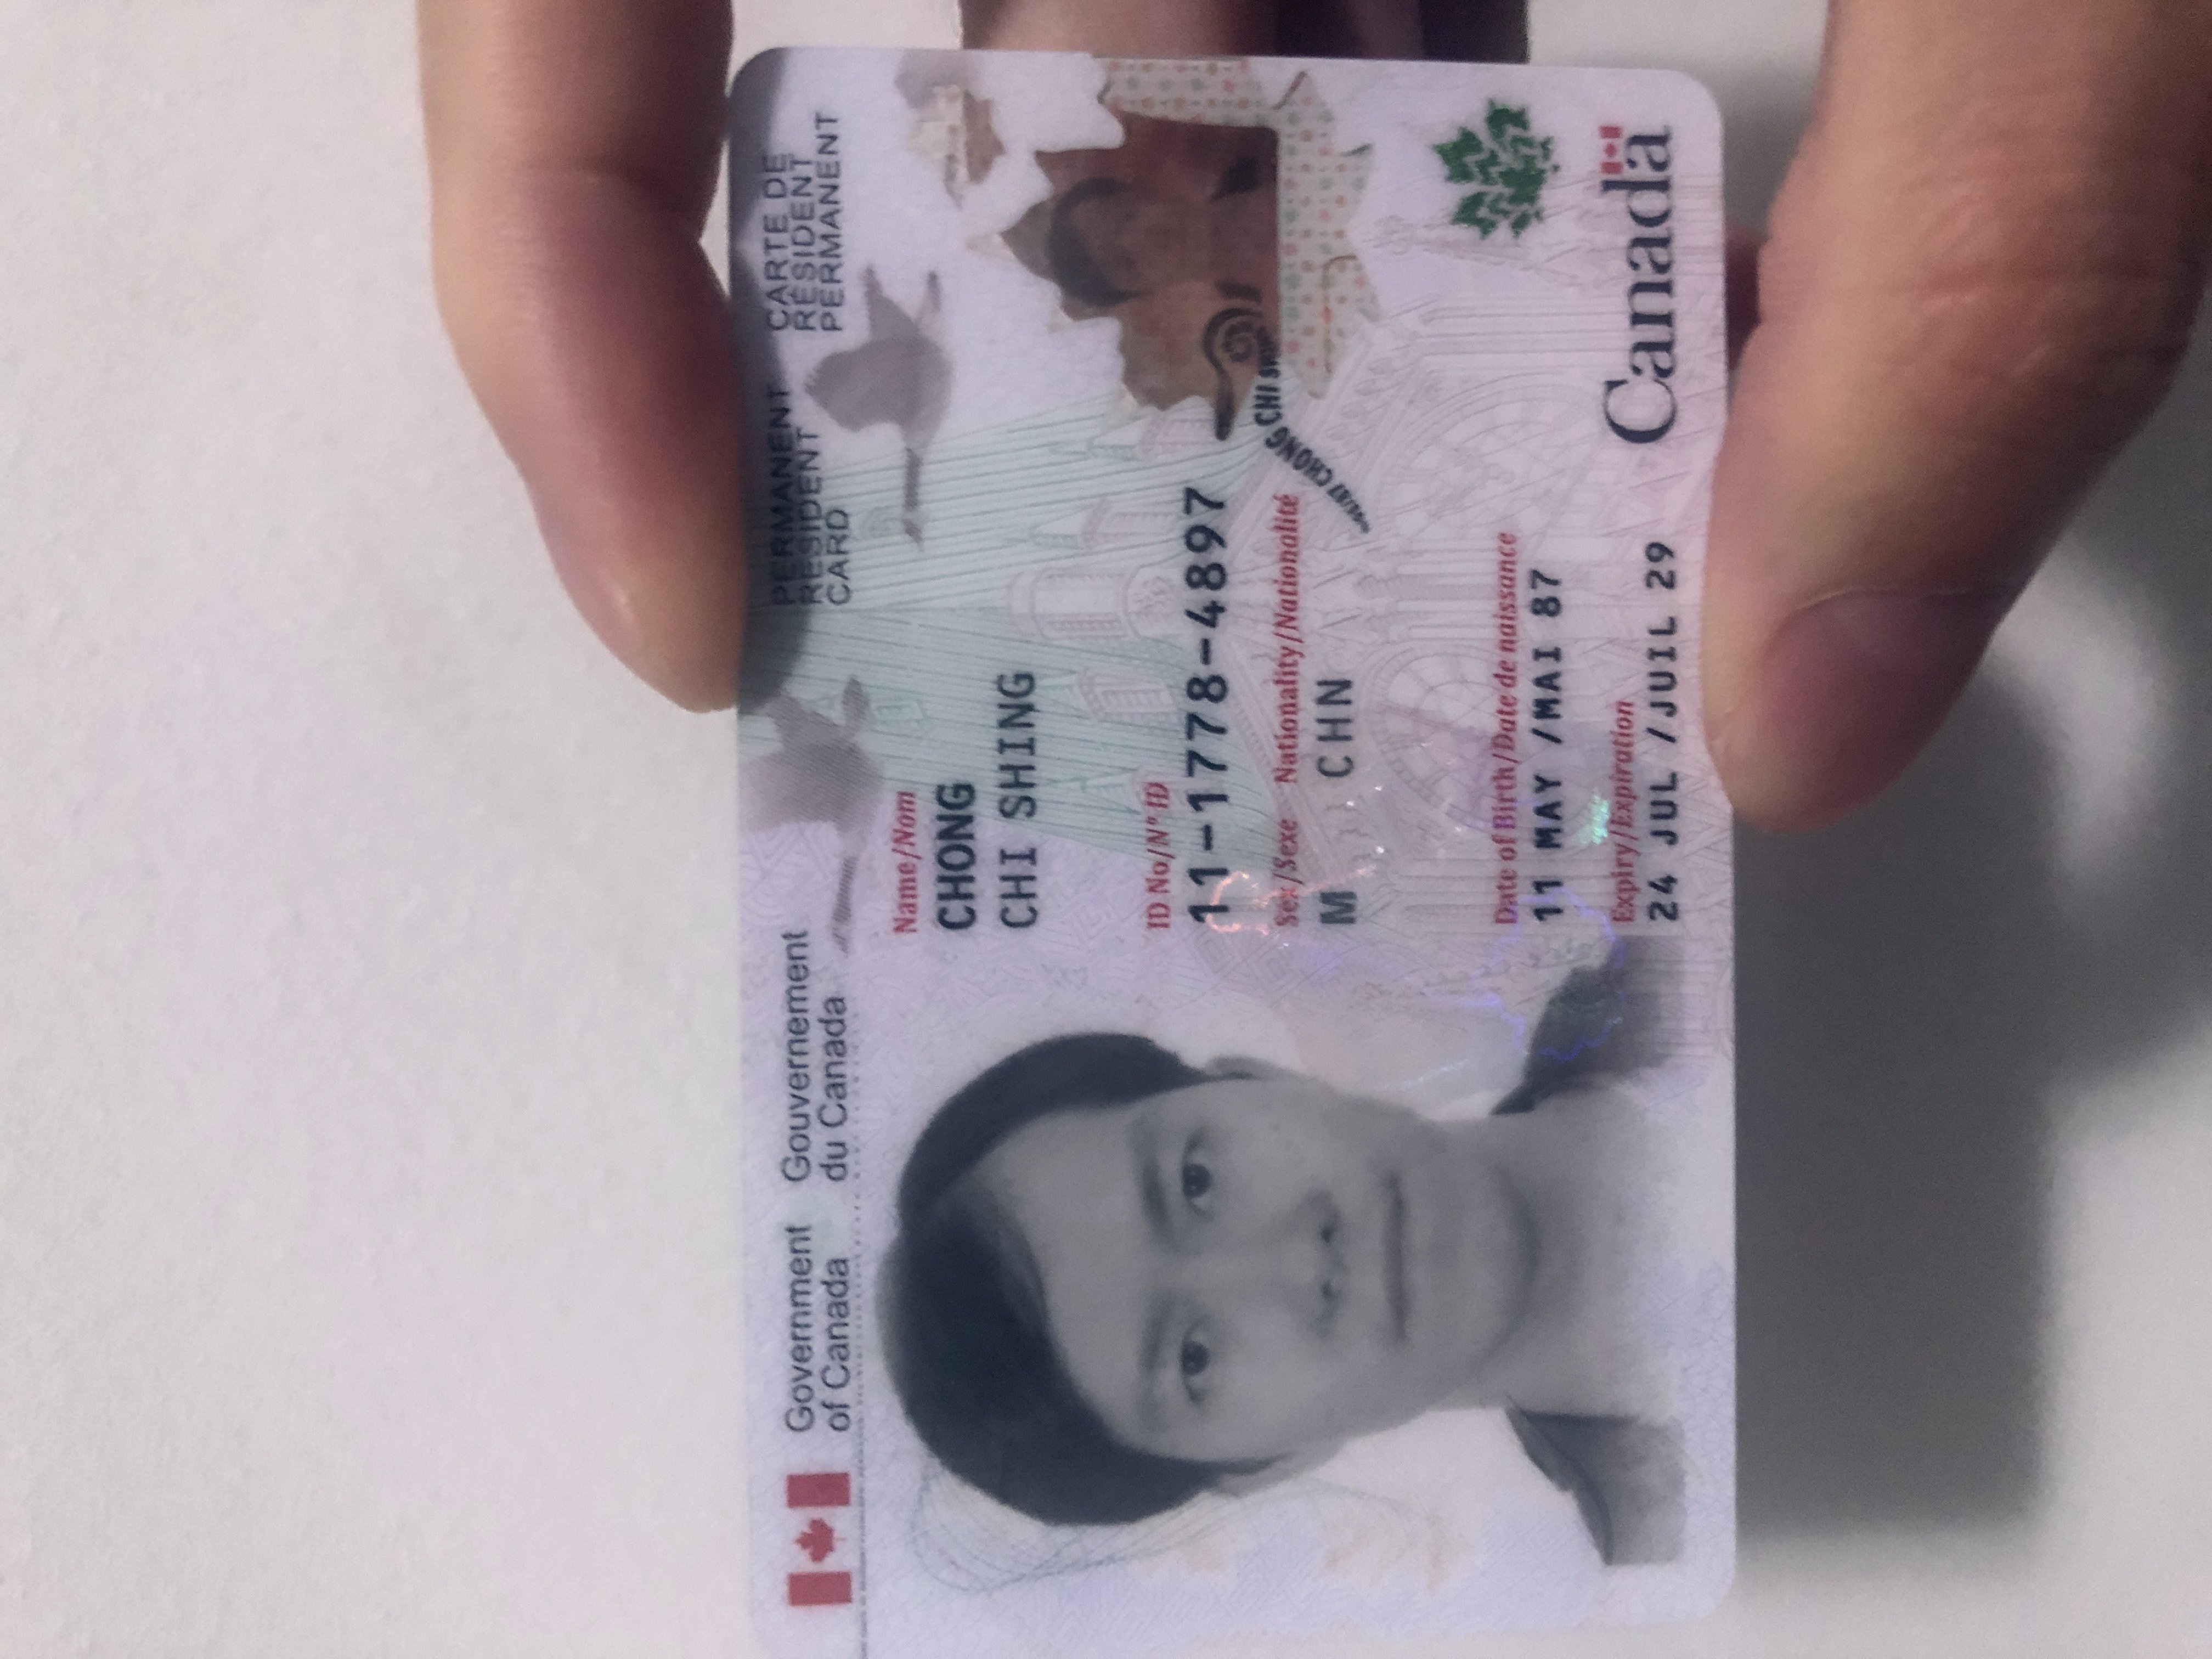 Government
of Canada
Gouvernement
du Canada
PERMANENT
RESIDENT
CARD
CARTE DE
RÉSIDENT
PERMANENT
Name/Nom
CHONG
CHI SHING
ID No/Nº ID
11-1778-4897
Sex/Sexe Nationality/Nationalité
M CHN
Date of Birth/Date de naissance
11 MAY /MAI 87
Expiry/Expiration
24 JUL /JUIL 29
CHONG CHI
Canada